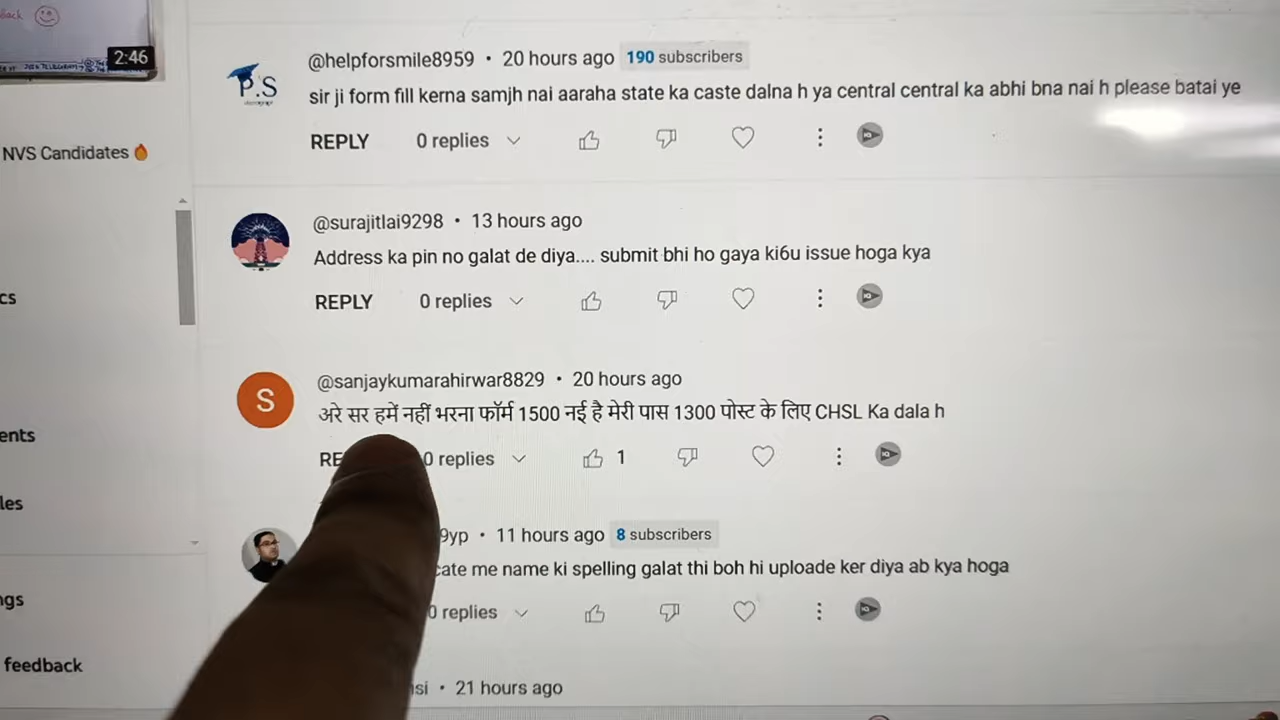 back
2:46
NVS Candidates 🔥
cs
ents
les
ngs
feedback
P.S
@helpforsmile8959 • 20 hours ago 190 subscribers
sir ji form fill kerna samjh nai aaraha state ka caste dalna h ya central central ka abhi bna nai h please batai ye
REPLY 0 replies
@surajitlai9298 • 13 hours ago
Address ka pin no galat de diya.... submit bhi ho gaya ki6u issue hoga kya
REPLY 0 replies
S
@sanjaykumarahirwar8829 • 20 hours ago
अरे सर हमें नहीं भरना फॉर्म 1500 नई है मेरी पास 1300 पोस्ट के लिए CHSL Ka dala h
RE 0 replies 1
9yp • 11 hours ago 8 subscribers
cate me name ki spelling galat thi boh hi uploade ker diya ab kya hoga
0 replies
nsi • 21 hours ago